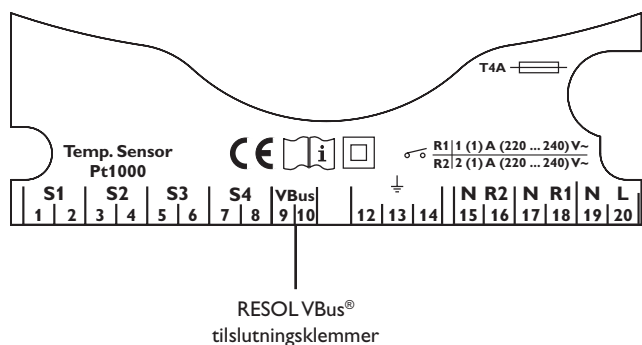 T4A
Temp. Sensor
Pt1000
CE i
R1 1 (1) A (220 ... 240) V~
R2 2 (1) A (220 ... 240) V~
S1 S2 S3 S4 VBus N R2 N R1 N L
1 2 3 4 5 6 7 8 9 10 12 13 14 15 16 17 18 19 20
RESOL VBus®
tilslutningsklemmer